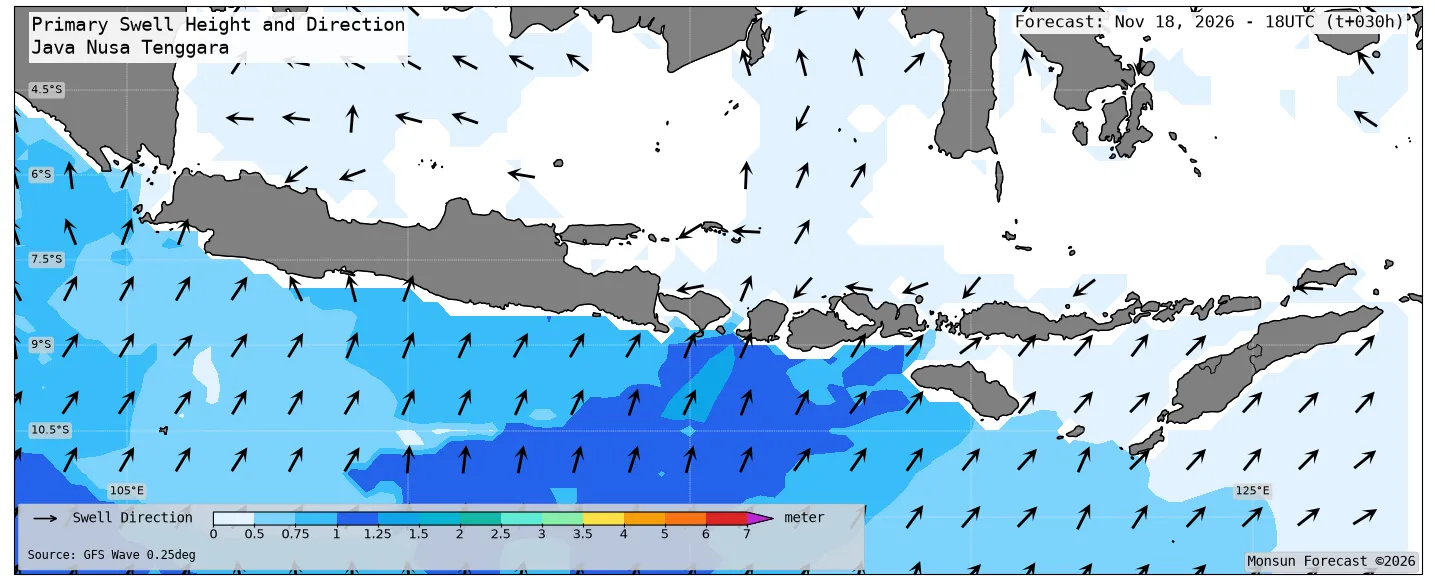 Primary Swell Height and Direction
Java Nusa Tenggara
Forecast: Nov 18, 2026 - 18UTC (t+030h)
4.5°S
6°S
7.5°S
9°S
10.5°S
105°E
125°E
Swell Direction
0 0.5 0.75 1 1.25 1.5 2 2.5 3 3.5 4 5 6 7
meter
Source: GFS Wave 0.25deg
Monsun Forecast ©2026